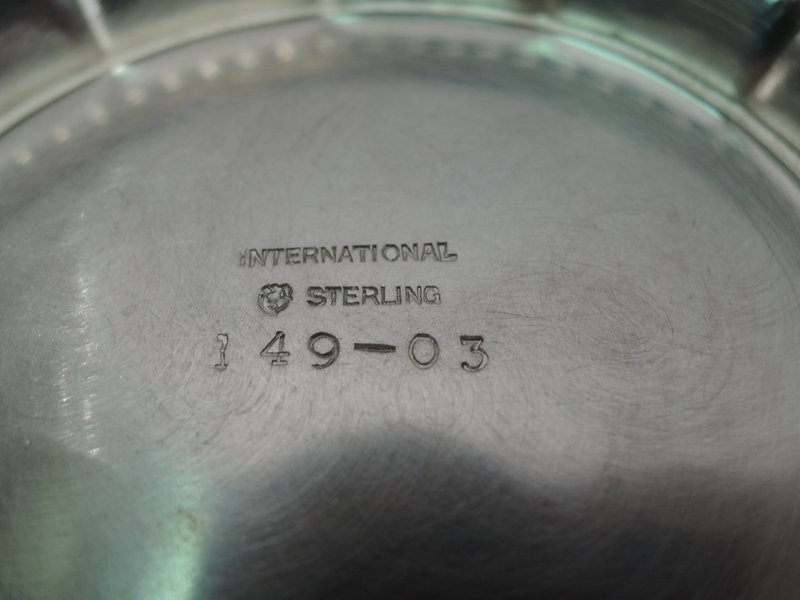 INTERNATIONAL
STERLING
149-03